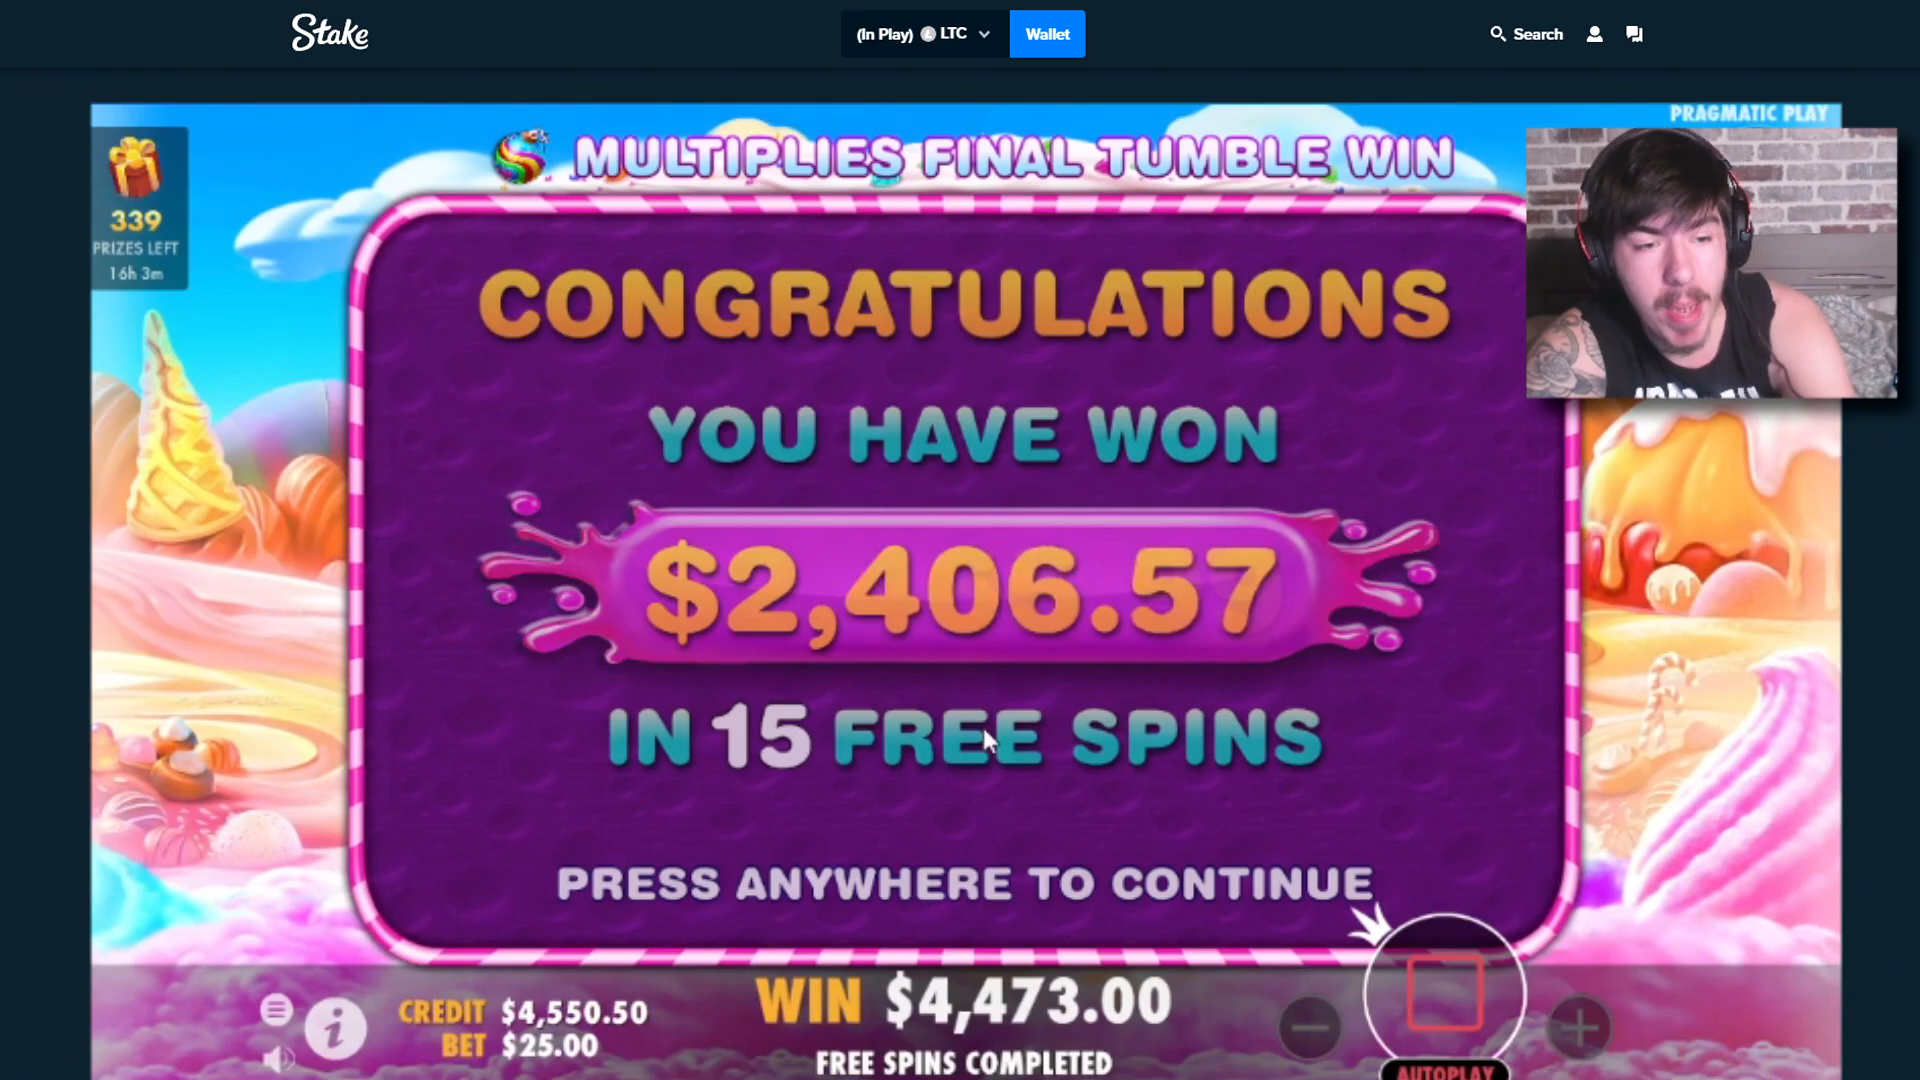 Stake
(In Play) LTC
Wallet
Search
PRAGMATIC PLAY
339
PRIZES LEFT
16h 3m
MULTIPLIES FINAL TUMBLE WIN
CONGRATULATIONS
YOU HAVE WON
$2,406.57
IN 15 FREE SPINS
PRESS ANYWHERE TO CONTINUE
CREDIT $4,550.50
BET $25.00
WIN $4,473.00
FREE SPINS COMPLETED
AUTOPLAY